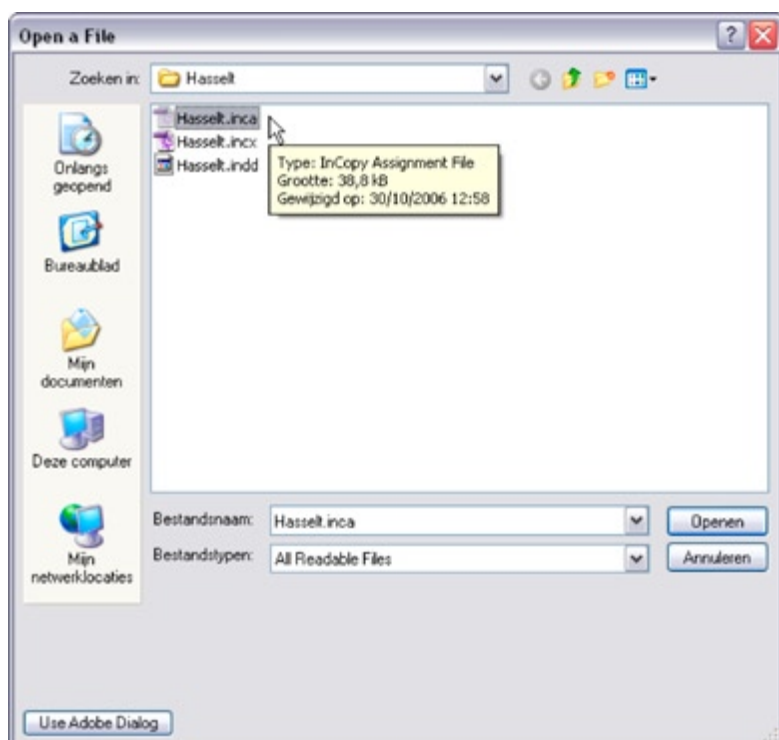 Open a File
Zoeken in:
Hasselt
Onlangs
geopend
Bureaublad
Mijn
documenten
Deze computer
Mijn
netwerklocaties
Hasselt.inca
Hasselt.incx
Hasselt.indd
Type: InCopy Assignment File
Grootte: 38,8 kB
Gewijzigd op: 30/10/2006 12:58
Bestandsnaam:
Hasselt.inca
Openen
Bestandstypen:
All Readable Files
Annuleren
Use Adobe Dialog